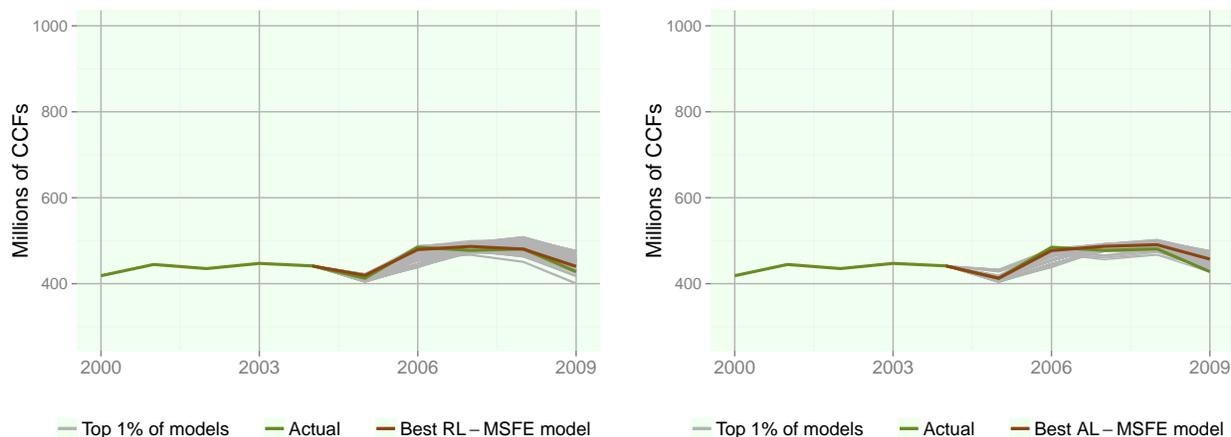 Millions of CCFs
1000
800
600
400
2000 2003 2006 2009
Top 1% of models Actual Best RL – MSFE model
Millions of CCFs
1000
800
600
400
2000 2003 2006 2009
Top 1% of models Actual Best AL – MSFE model